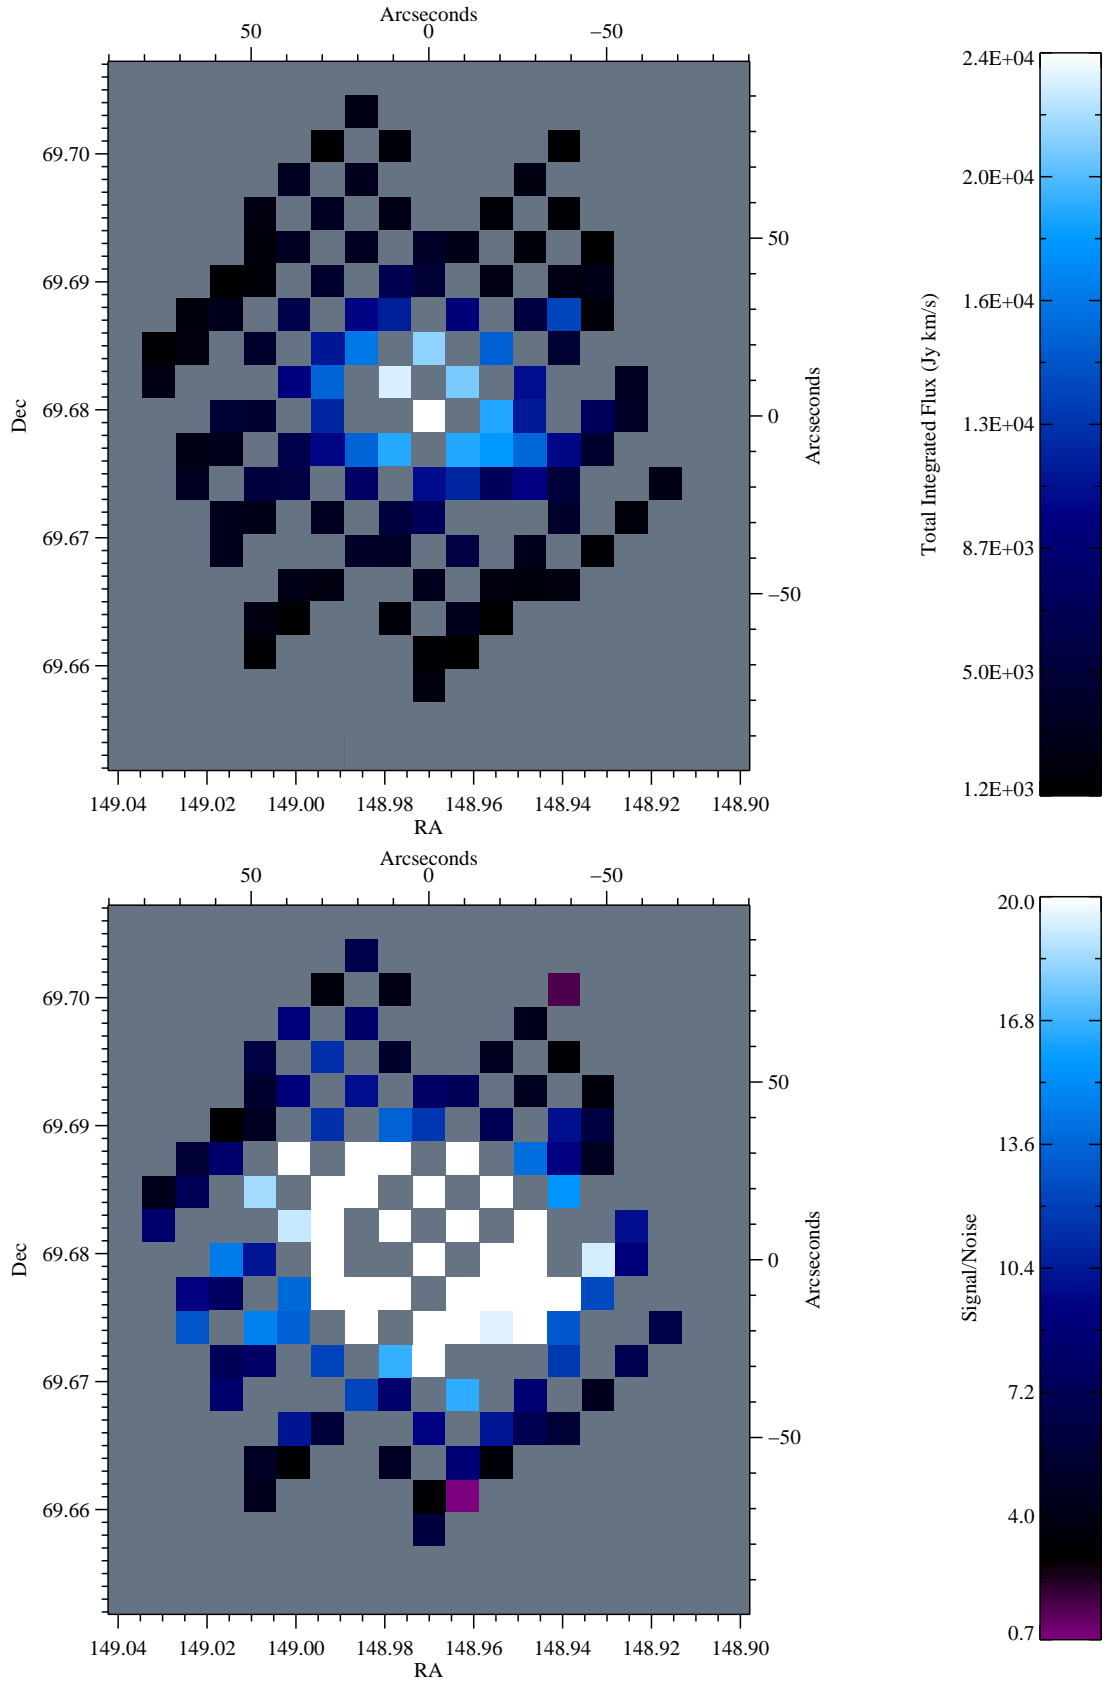 Arcseconds
50 0 −50
69.70
69.69
69.68
69.67
69.66
Dec
50
0
−50
Arcseconds
149.04 149.02 149.00 148.98 148.96 148.94 148.92 148.90
RA
2.4E+04
2.0E+04
1.6E+04
1.3E+04
8.7E+03
5.0E+03
1.2E+03
Total Integrated Flux (Jy km/s)
Arcseconds
50 0 −50
69.70
69.69
69.68
69.67
69.66
Dec
50
0
−50
Arcseconds
149.04 149.02 149.00 148.98 148.96 148.94 148.92 148.90
RA
20.0
16.8
13.6
10.4
7.2
4.0
0.7
Signal/Noise